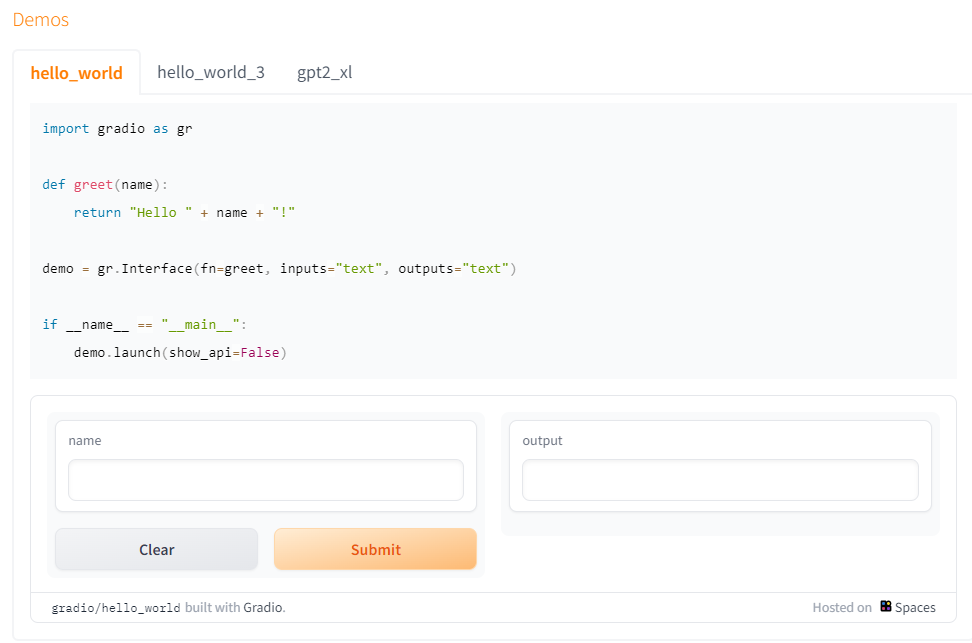 Demos
hello_world hello_world_3 gpt2_xl
import gradio as gr
def greet(name):
    return "Hello " + name + "!"
demo = gr.Interface(fn=greet, inputs="text", outputs="text")
if __name__ == "__main__":
    demo.launch(show_api=False)
name
output
Clear Submit
gradio/hello_world built with Gradio.
Hosted on Spaces